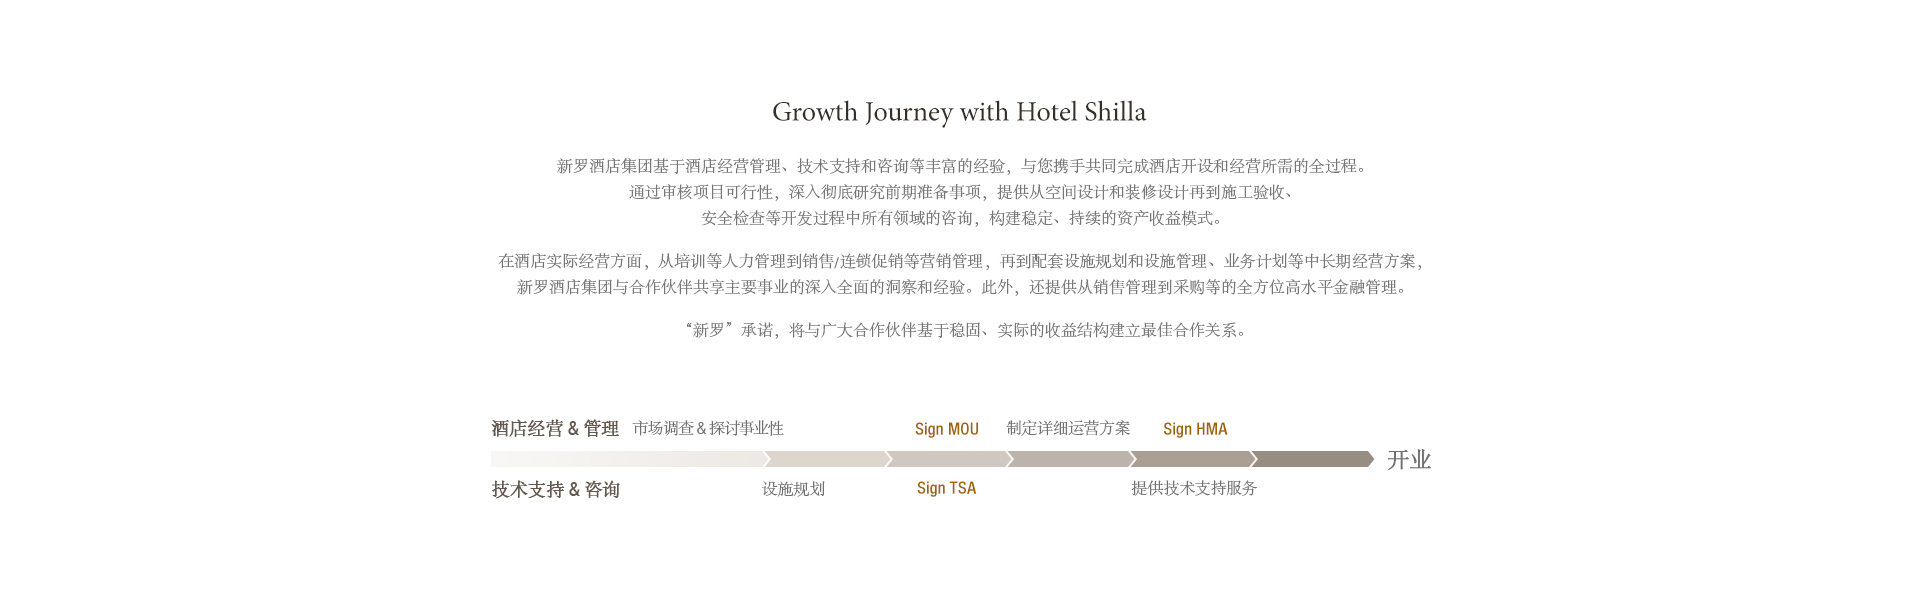 Growth Journey with Hotel Shilla
新罗酒店集团基于酒店经营管理、技术支持和咨询等丰富的经验，与您携手共同完成酒店开设和经营所需的全过程。
通过审核项目可行性，深入彻底研究前期准备事项，提供从空间设计和装修设计再到施工验收、
安全检查等开发过程中所有领域的咨询，构建稳定、持续的资产收益模式。
在酒店实际经营方面，从培训等人力管理到销售/连锁促销等营销管理，再到配套设施规划和设施管理、业务计划等中长期经营方案，
新罗酒店集团与合作伙伴共享主要事业的深入全面的洞察和经验。此外，还提供从销售管理到采购等的全方位高水平金融管理。
“新罗”承诺，将与广大合作伙伴基于稳固、实际的收益结构建立最佳合作关系。
酒店经营 & 管理 市场调查 & 探讨事业性 Sign MOU 制定详细运营方案 Sign HMA
开业
技术支持 & 咨询 设施规划 Sign TSA 提供技术支持服务